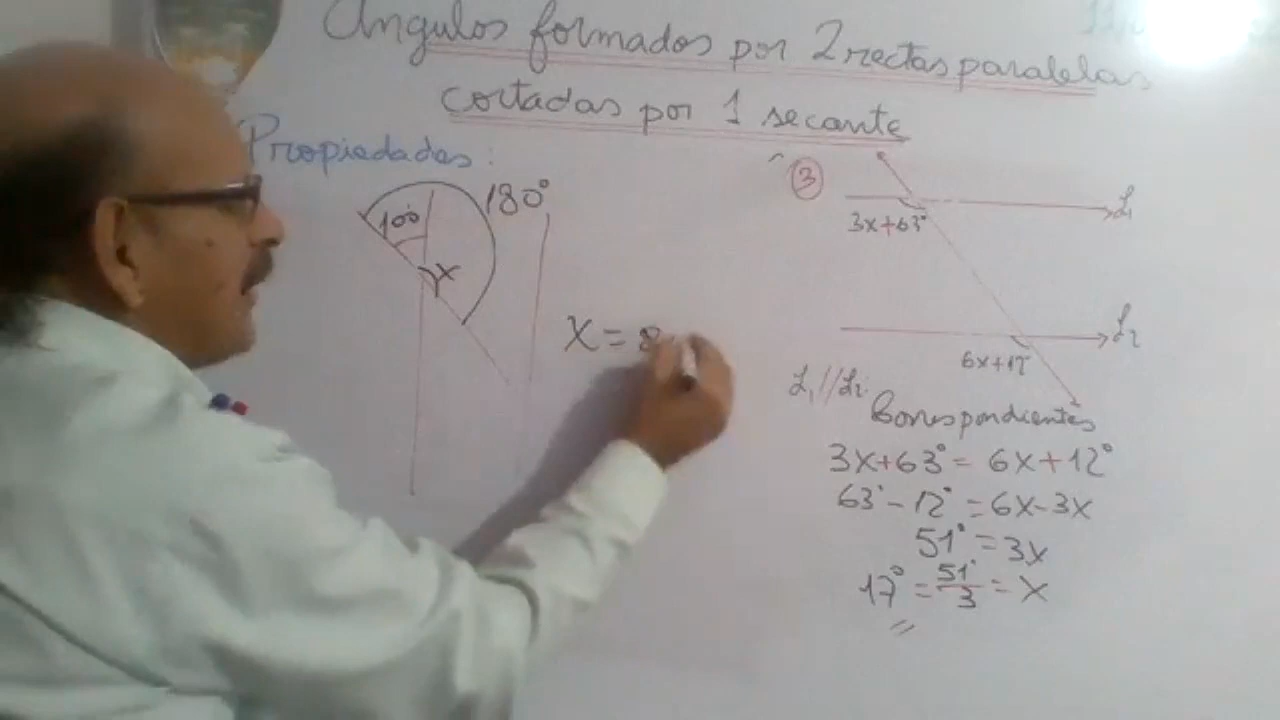 Angulos formados por 2 rectas paralelas
cortadas por 1 secante
Propiedades:
100°
180°
x
X = 8
3
3x+63°
L1
6x+12
L2
L1//L2
Correspondientes
3x+63° = 6x+12°
63° - 12° = 6x-3x
51° = 3x
17° = 51°/3 = x